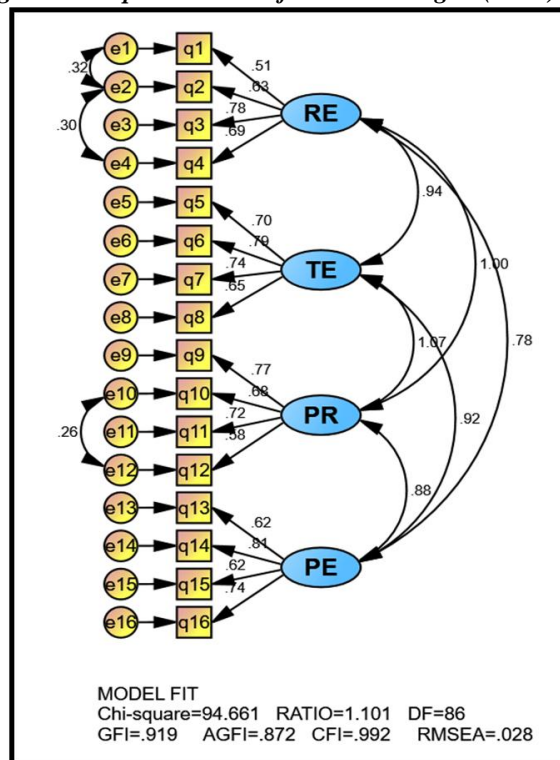 e1 q1
.32
e2 q2
.30
e3 q3
e4 q4
.51
.63
.78
.69
RE
e5 q5
e6 q6
e7 q7
e8 q8
.70
.79
.74
.65
TE
.94
1.00
.78
e9 q9
e10 q10
e11 q11
e12 q12
.26
.77
.68
.72
.58
PR
1.07
.92
e13 q13
e14 q14
e15 q15
e16 q16
.62
.81
.62
.74
PE
.88
MODEL FIT
Chi-square=94.661 RATIO=1.101 DF=86
GFI=.919 AGFI=.872 CFI=.992 RMSEA=.028